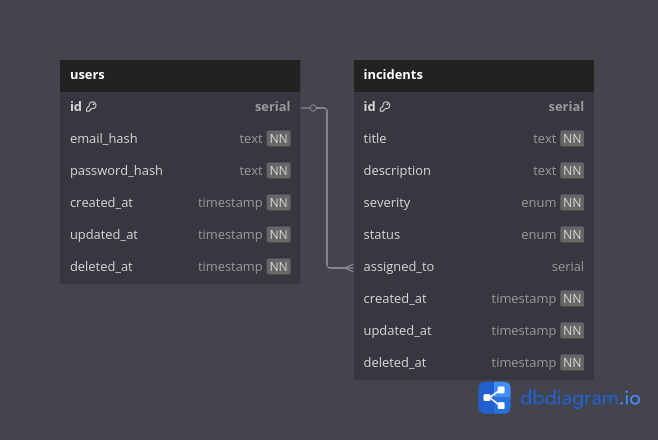 users
id serial
email_hash text NN
password_hash text NN
created_at timestamp NN
updated_at timestamp NN
deleted_at timestamp NN
incidents
id serial
title text NN
description text NN
severity enum NN
status enum NN
assigned_to serial
created_at timestamp NN
updated_at timestamp NN
deleted_at timestamp NN
dbdiagram.io